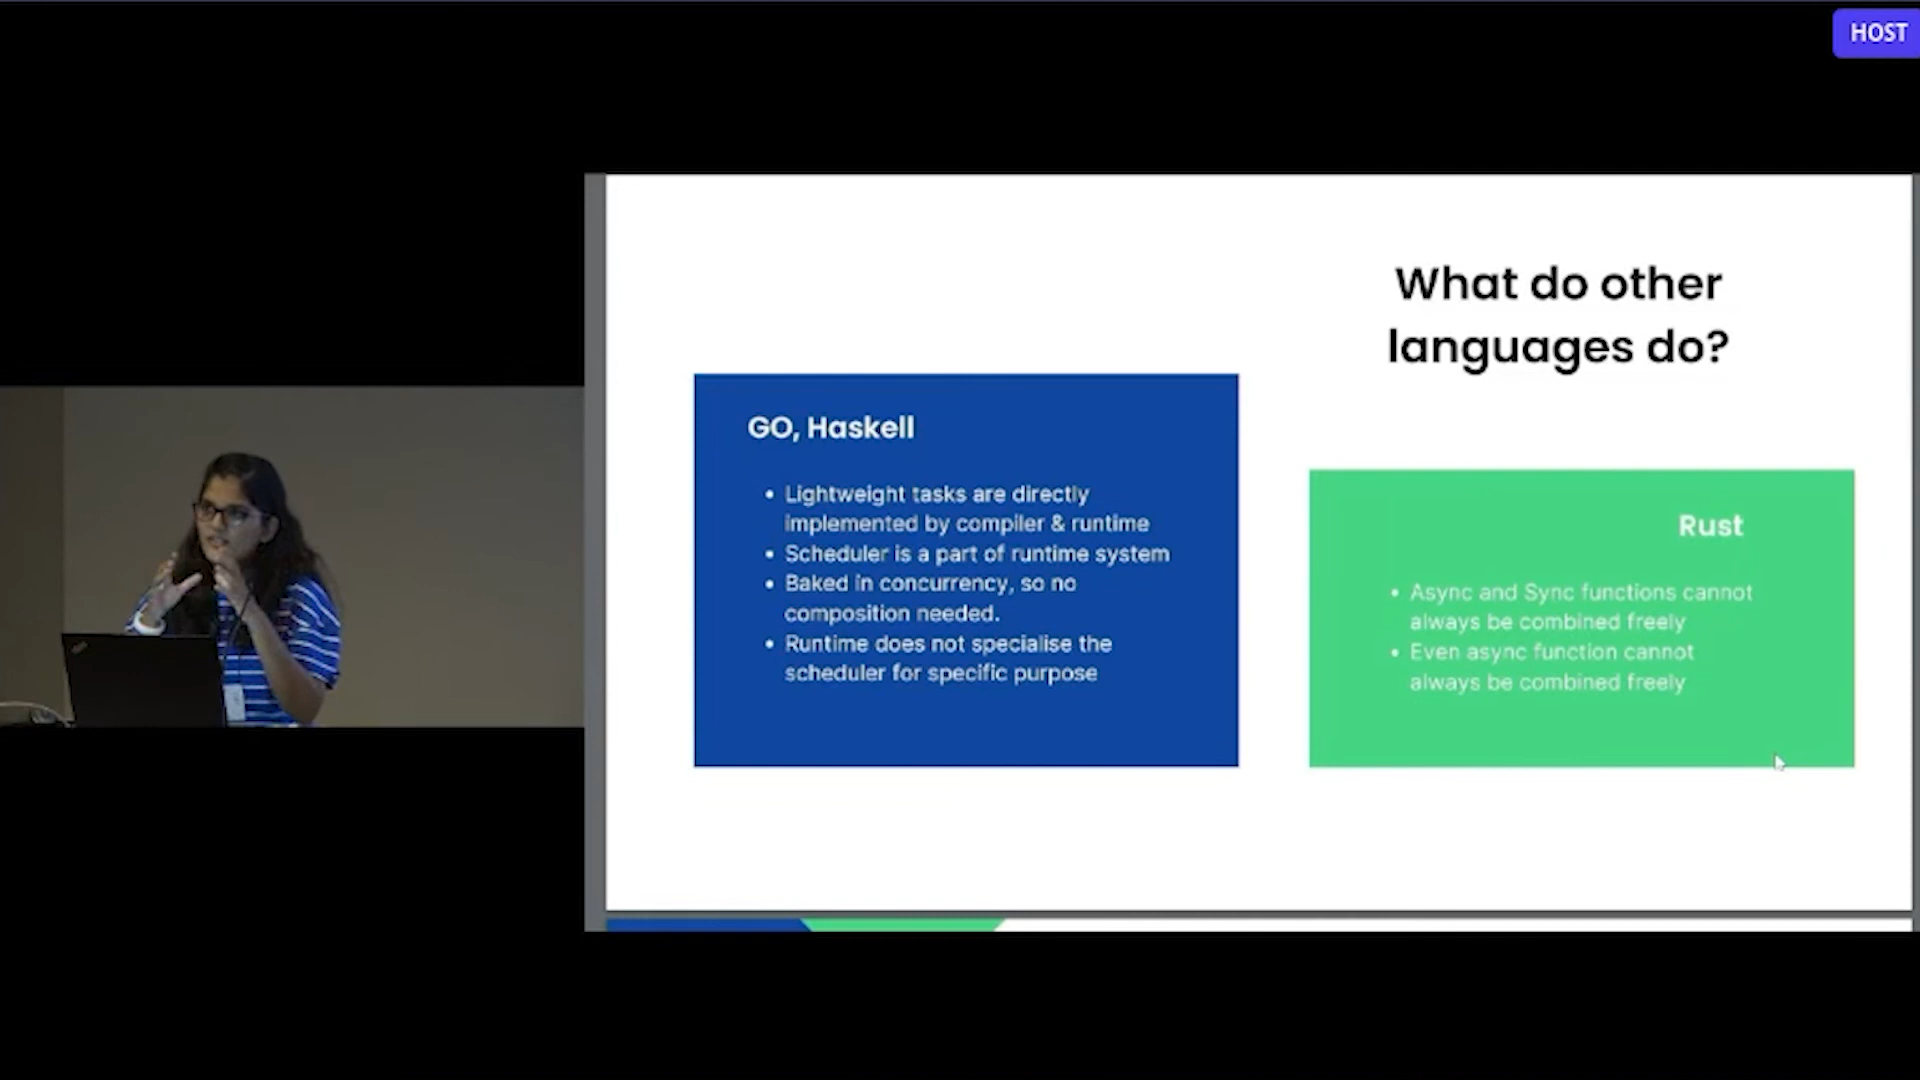 HOST
What do other
languages do?
GO, Haskell
• Lightweight tasks are directly
implemented by compiler & runtime
• Scheduler is a part of runtime system
• Baked in concurrency, so no
composition needed.
• Runtime does not specialise the
scheduler for specific purpose
Rust
• Async and Sync functions cannot
always be combined freely
• Even async function cannot
always be combined freely